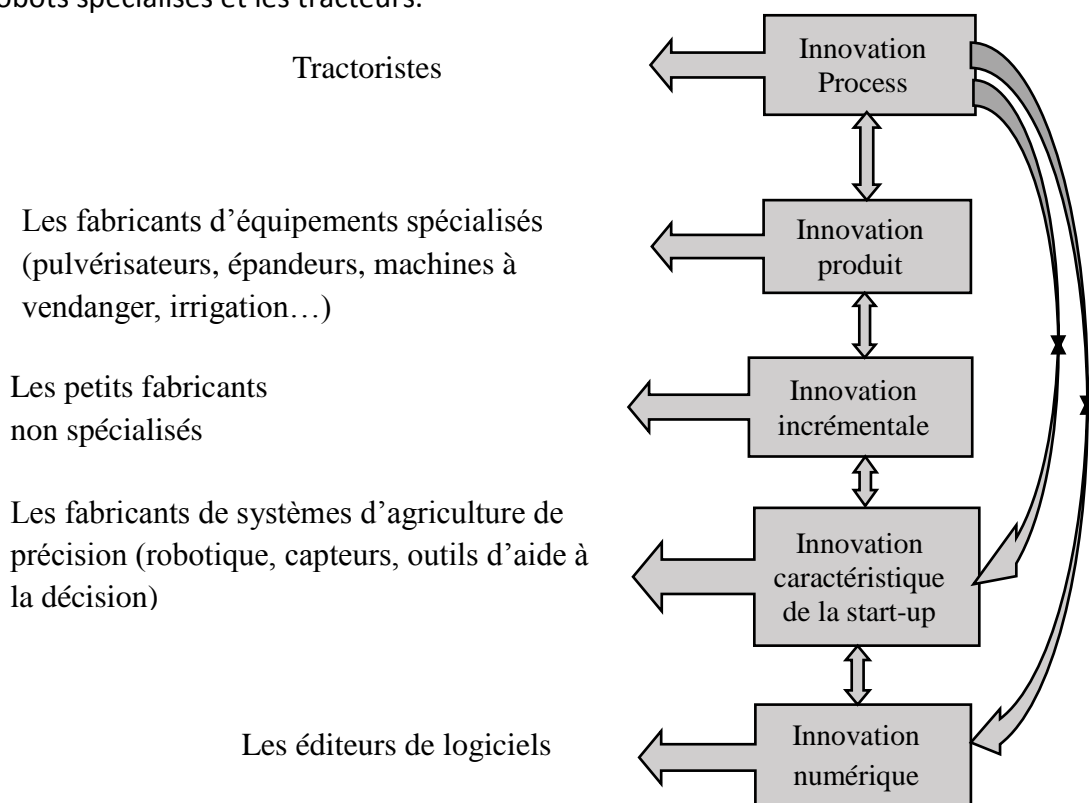 obots spécialisés et les tracteurs.
Tractoristes
Innovation
Process
Les fabricants d’équipements spécialisés
(pulvérisateurs, épandeurs, machines à
vendanger, irrigation…)
Innovation
produit
Les petits fabricants
non spécialisés
Innovation
incrémentale
Les fabricants de systèmes d’agriculture de
précision (robotique, capteurs, outils d’aide à
la décision)
Innovation
caractéristique
de la start-up
Les éditeurs de logiciels
Innovation
numérique